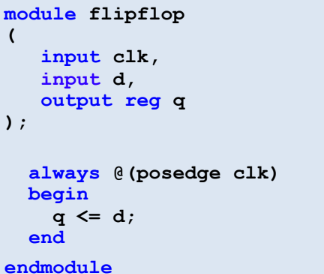 module flipflop
(
   input clk,
   input d,
   output reg q
);

  always @(posedge clk)
  begin
    q <= d;
  end
endmodule